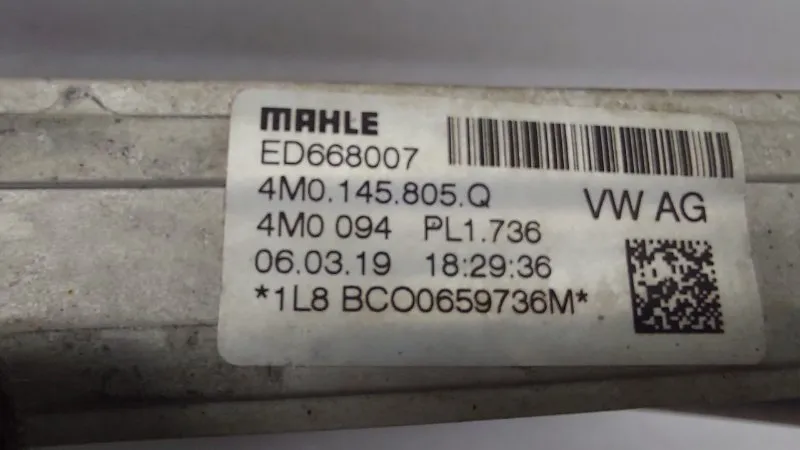 MAHLE
ED668007
4M0.145.805.Q
VW AG
4M0 094 PL1.736
06.03.19 18:29:36
*1L8 BCO0659736M*